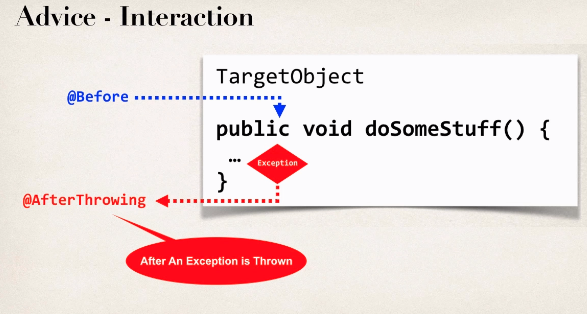 Advice - Interaction
TargetObject
@Before
public void doSomeStuff() {
…
Exception
}
@AfterThrowing
After An Exception is Thrown